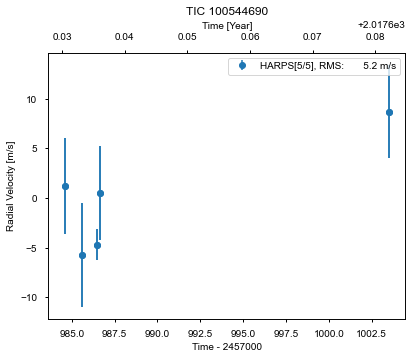 TIC 100544690
Time [Year]
+2.0176e3
0.03 0.04 0.05 0.06 0.07 0.08
HARPS[5/5], RMS: 5.2 m/s
Radial Velocity [m/s]
10
5
0
−5
−10
985.0 987.5 990.0 992.5 995.0 997.5 1000.0 1002.5
Time - 2457000